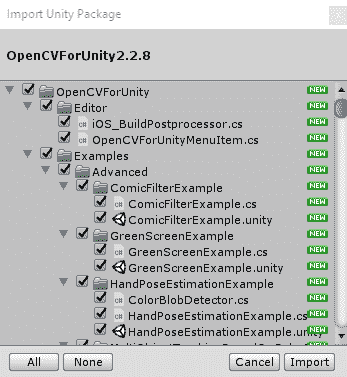 Import Unity Package
OpenCVForUnity2.2.8
OpenCVForUnity NEW
Editor NEW
iOS_BuildPostprocessor.cs NEW
OpenCVForUnityMenuItem.cs NEW
Examples NEW
Advanced NEW
ComicFilterExample NEW
ComicFilterExample.cs NEW
ComicFilterExample.unity NEW
GreenScreenExample NEW
GreenScreenExample.cs NEW
GreenScreenExample.unity NEW
HandPoseEstimationExample NEW
ColorBlobDetector.cs NEW
HandPoseEstimationExample.cs NEW
HandPoseEstimationExample.unity NEW
All None Cancel Import